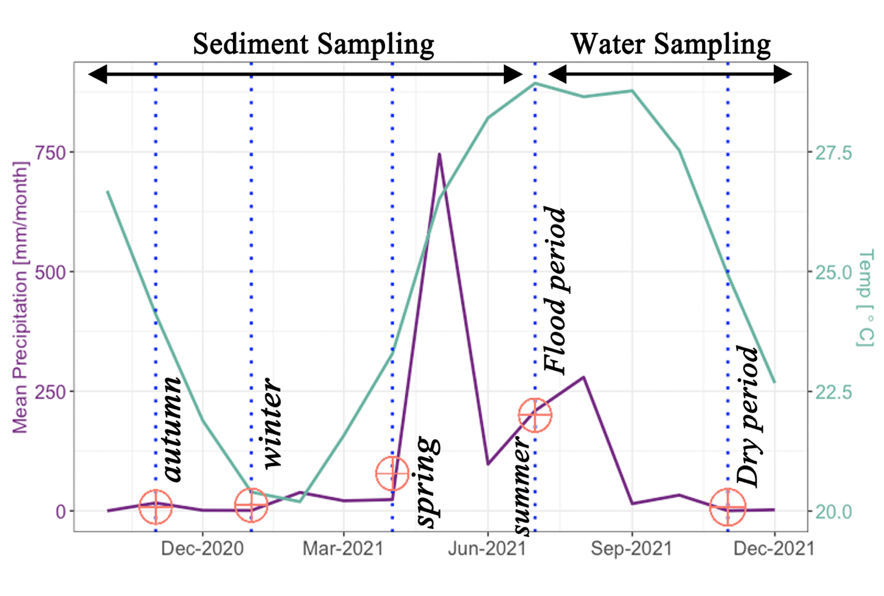 Sediment Sampling
Water Sampling
Mean Precipitation [mm/month]
750
500
250
0
autumn
winter
spring
summer
Flood period
Dry period
27.5
25.0
22.5
20.0
Temp [°C]
Dec-2020
Mar-2021
Jun-2021
Sep-2021
Dec-2021